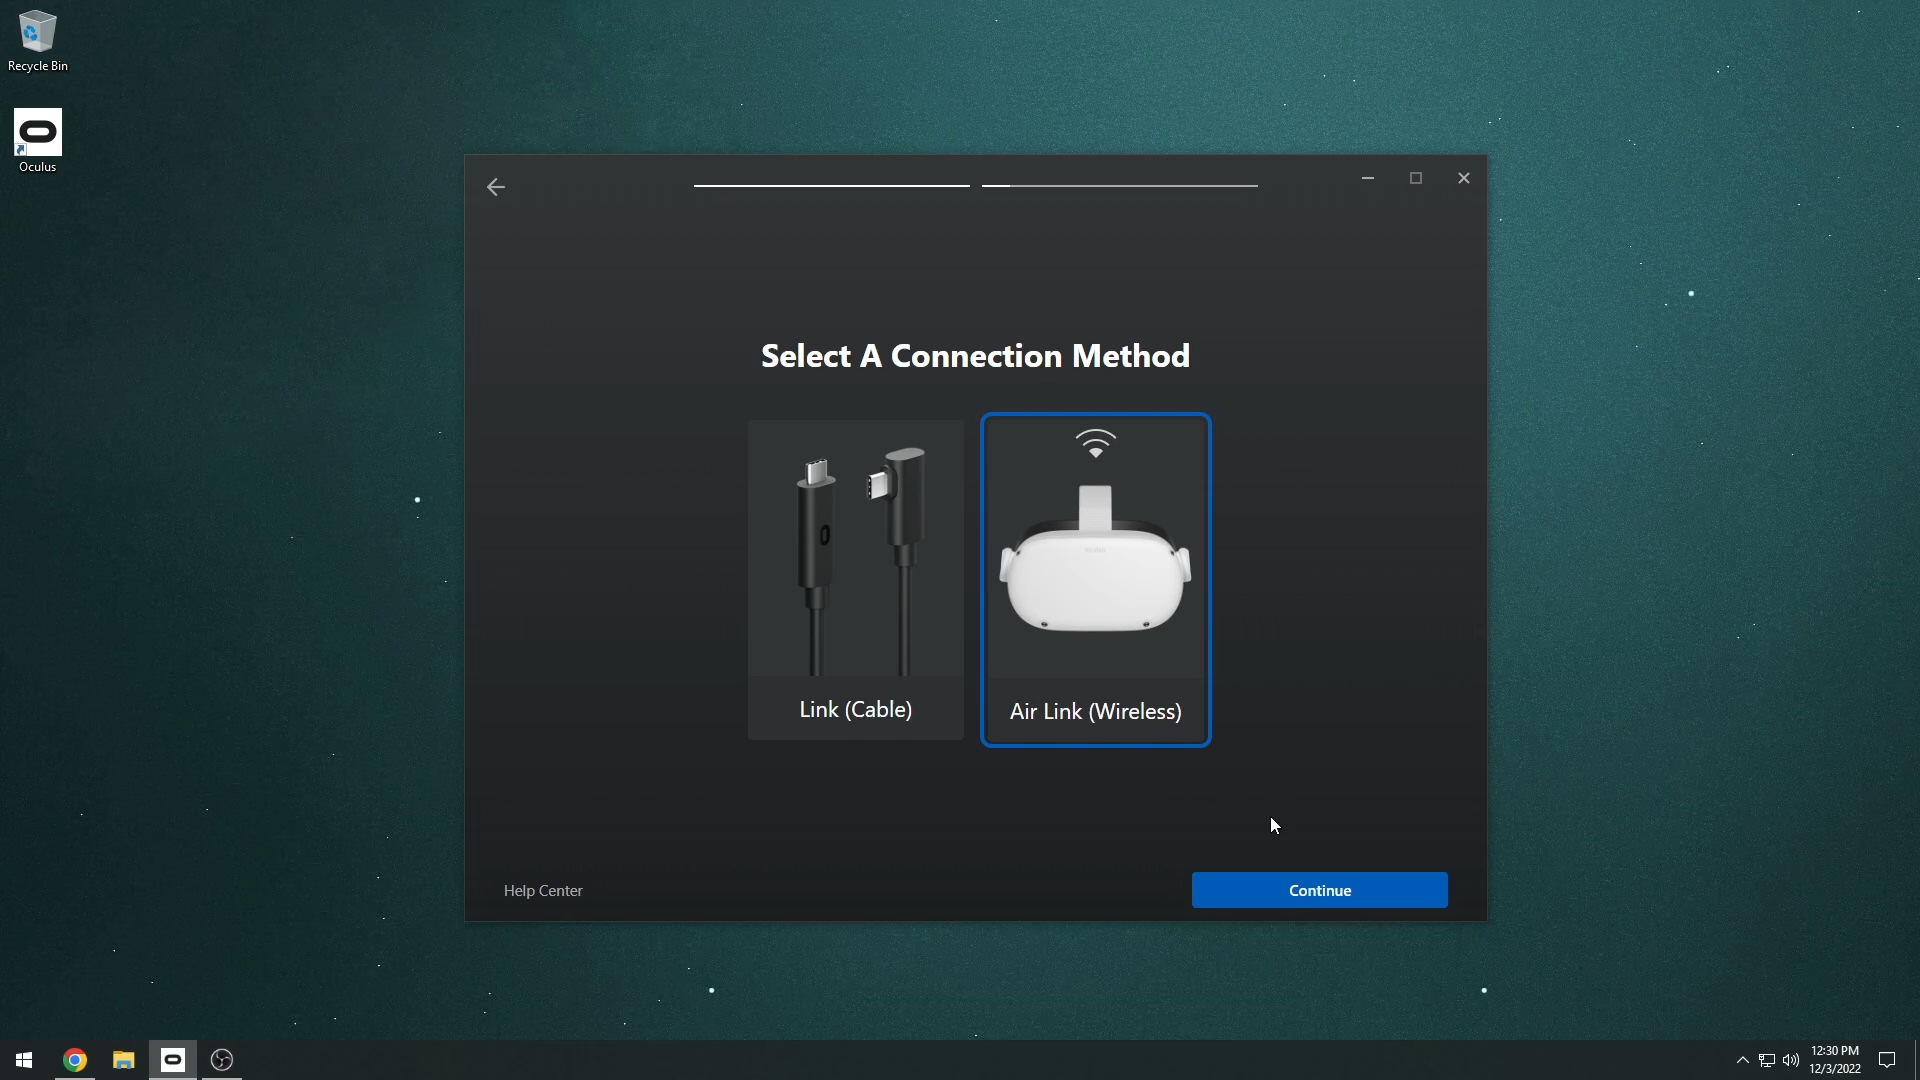 Recycle Bin
Oculus
Select A Connection Method
Link (Cable)
Air Link (Wireless)
Help Center
Continue
12:30 PM
12/3/2022